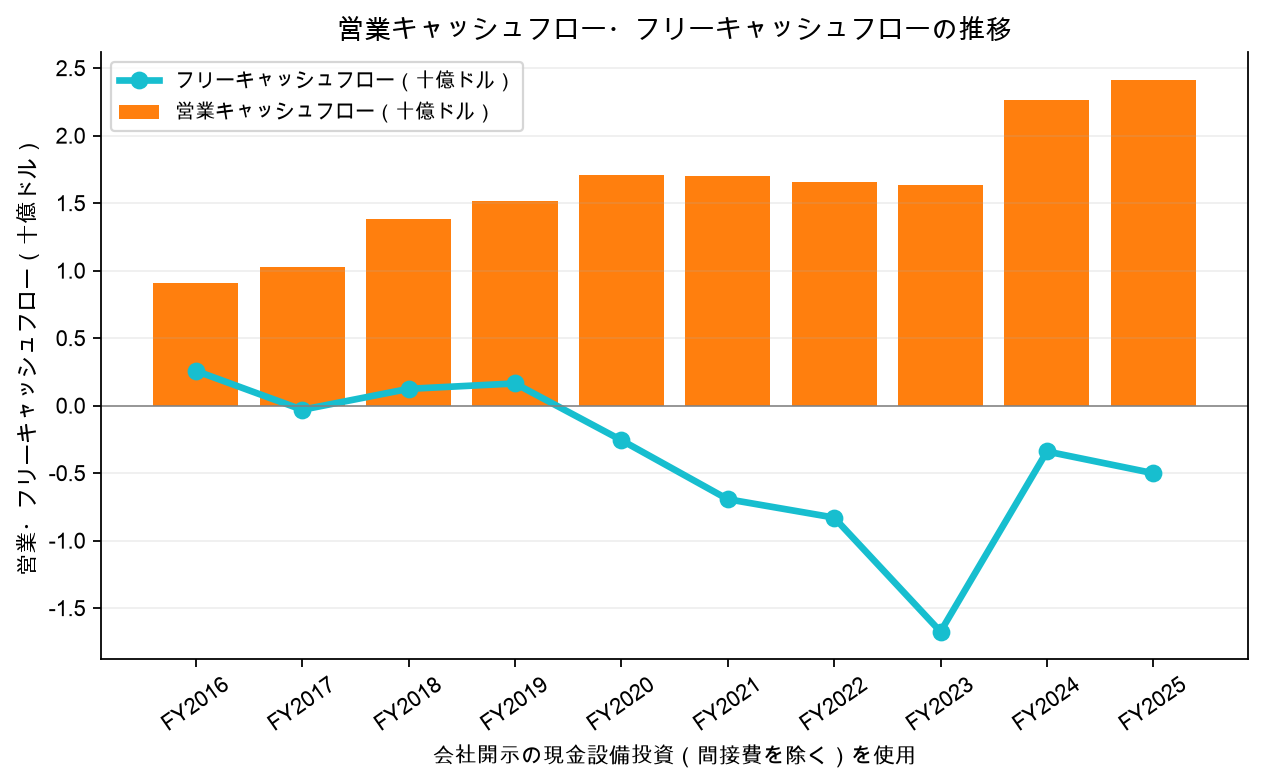 営業キャッシュフロー・フリーキャッシュフローの推移
フリーキャッシュフロー（十億ドル）
営業キャッシュフロー（十億ドル）
営業・フリーキャッシュフロー（十億ドル）
2.5
2.0
1.5
1.0
0.5
0.0
-0.5
-1.0
-1.5
FY2016
FY2017
FY2018
FY2019
FY2020
FY2021
FY2022
FY2023
FY2024
FY2025
会社開示の現金設備投資（間接費を除く）を使用